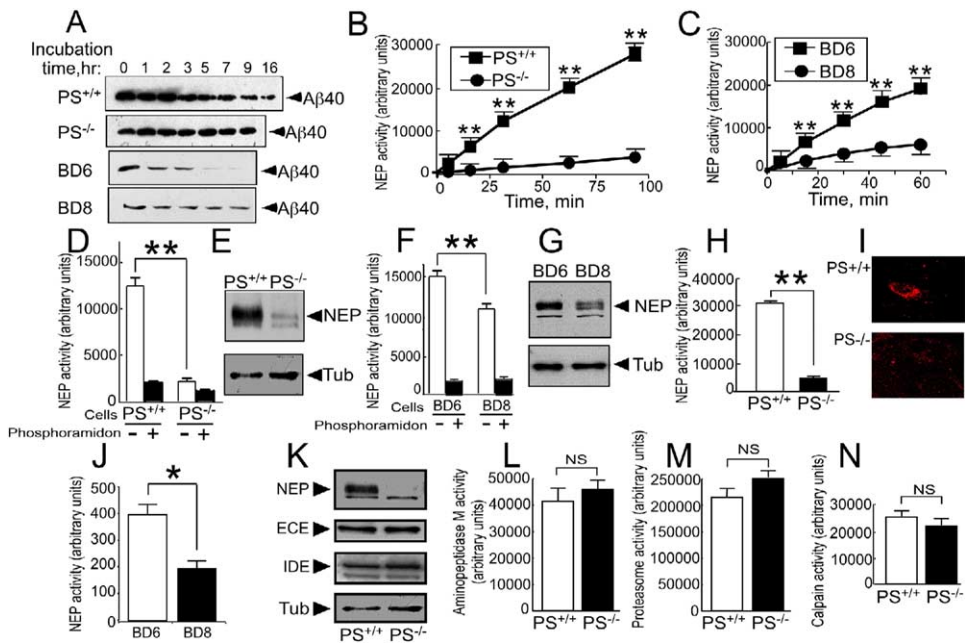 A
Incubation
time,hr: 0 1 2 3 5 7 9 16
PS+/+ Aβ40
PS-/- Aβ40
BD6 Aβ40
BD8 Aβ40
B
NEP activity (arbitrary units)
30000
20000
10000
0
PS+/+
PS-/-
** ** ** **
0 25 50 75 100
Time, min
C
NEP activity (arbitrary units)
30000
20000
10000
0
BD6
BD8
** ** ** **
0 20 40 60
Time, min
D
NEP activity (arbitrary units)
15000
10000
5000
0
**
Cells PS+/+ PS-/-
Phosphoramidon - + - +
E
PS+/+ PS-/-
NEP
Tub
F
NEP activity (arbitrary units)
15000
10000
5000
0
**
Cells BD6 BD8
Phosphoramidon - + - +
G
BD6 BD8
NEP
Tub
H
NEP activity (arbitrary units)
40000
30000
20000
10000
0
**
PS+/+ PS-/-
I
PS+/+
PS-/-
J
NEP activity (arbitrary units)
400
300
200
100
0
*
BD6 BD8
K
NEP
ECE
IDE
Tub
PS+/+ PS-/-
L
Aminopeptidase M activity
(arbitrary units)
50000
40000
30000
20000
10000
0
NS
PS+/+ PS-/-
M
Proteasome activity (arbitrary units)
250000
200000
150000
100000
50000
0
NS
PS+/+ PS-/-
N
Calpain activity (arbitrary units)
30000
20000
10000
0
NS
PS+/+ PS-/-